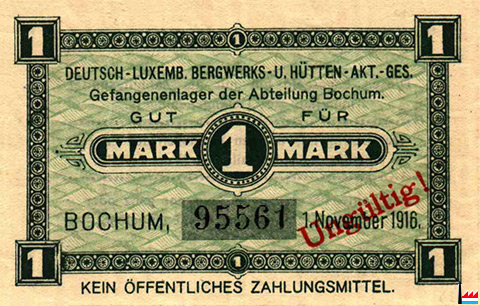 1 1 1
DEUTSCH-LUXEMB. BERGWERKS-U. HÜTTEN-AKT.-GES.
Gefangenenlager der Abteilung Bochum.
GUT FÜR
MARK 1 MARK
Ungültig!
BOCHUM, 95561 1. November 1916.
1 1 1
KEIN ÖFFENTLICHES ZAHLUNGSMITTEL.